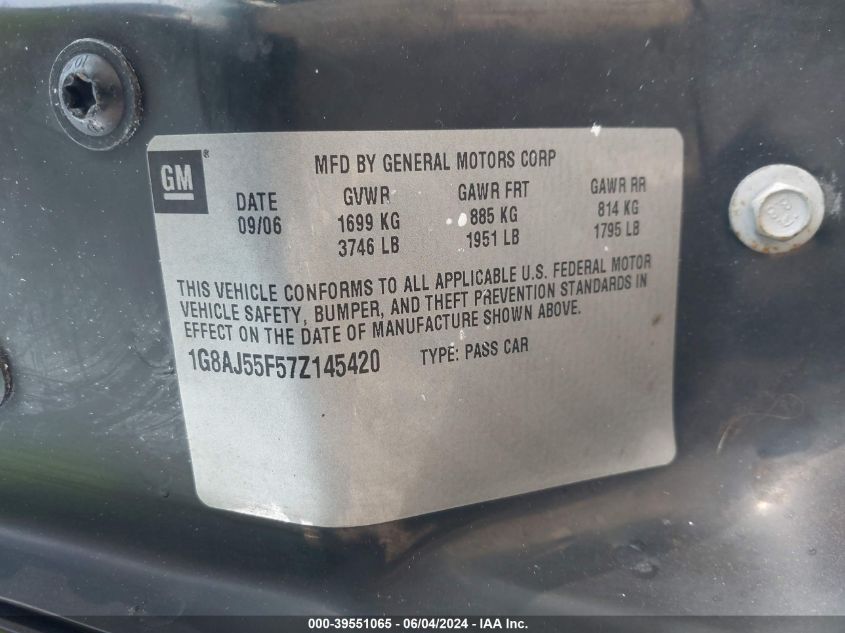 GM ®
MFD BY GENERAL MOTORS CORP
DATE GVWR GAWR FRT GAWR RR
09/06 1699 KG 885 KG 814 KG
3746 LB 1951 LB 1795 LB
THIS VEHICLE CONFORMS TO ALL APPLICABLE U.S. FEDERAL MOTOR
VEHICLE SAFETY, BUMPER, AND THEFT PREVENTION STANDARDS IN
EFFECT ON THE DATE OF MANUFACTURE SHOWN ABOVE.
1G8AJ55F57Z145420 TYPE: PASS CAR
000-39551065 - 06/04/2024 - IAA Inc.